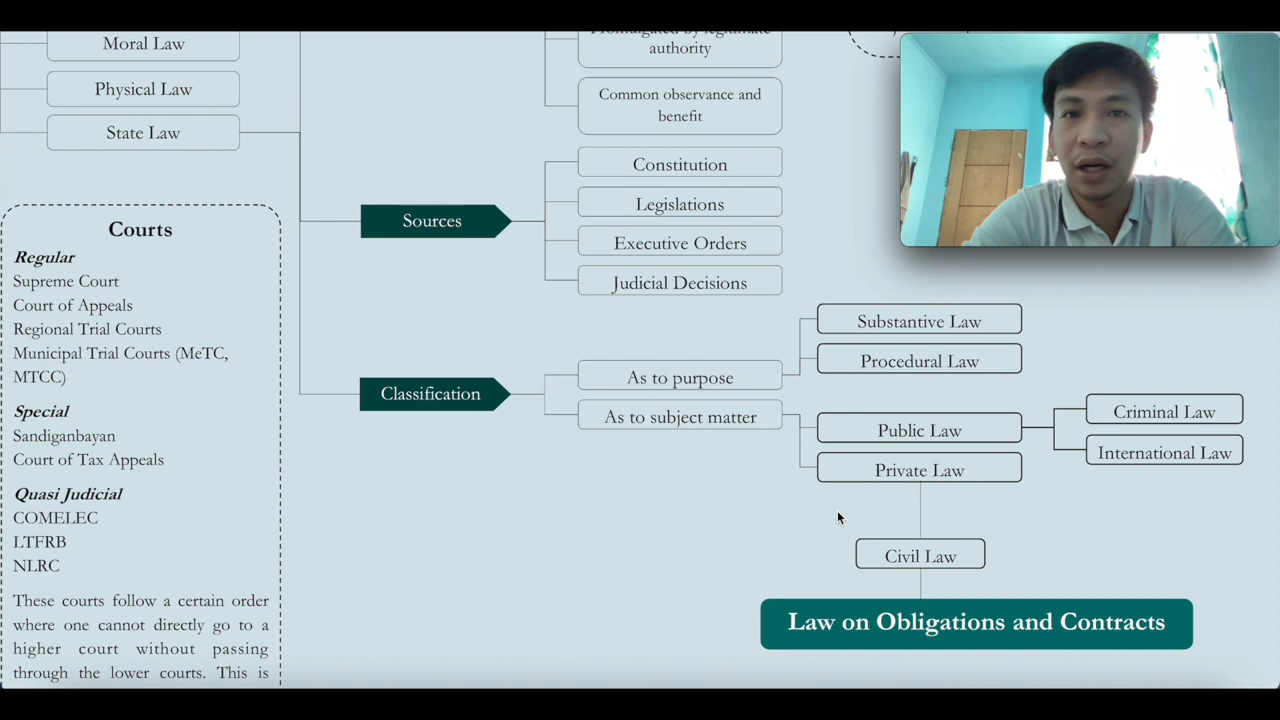 Moral Law
Physical Law
State Law
Courts
Regular
Supreme Court
Court of Appeals
Regional Trial Courts
Municipal Trial Courts (MeTC,
MTCC)
Special
Sandiganbayan
Court of Tax Appeals
Quasi Judicial
COMELEC
LTFRB
NLRC
These courts follow a certain order
where one cannot directly go to a
higher court without passing
through the lower courts. This is
Sources
Classification
Promulgated by legitimate
authority
Common observance and
benefit
Constitution
Legislations
Executive Orders
Judicial Decisions
As to purpose
As to subject matter
Substantive Law
Procedural Law
Public Law
Private Law
Criminal Law
International Law
Civil Law
Law on Obligations and Contracts